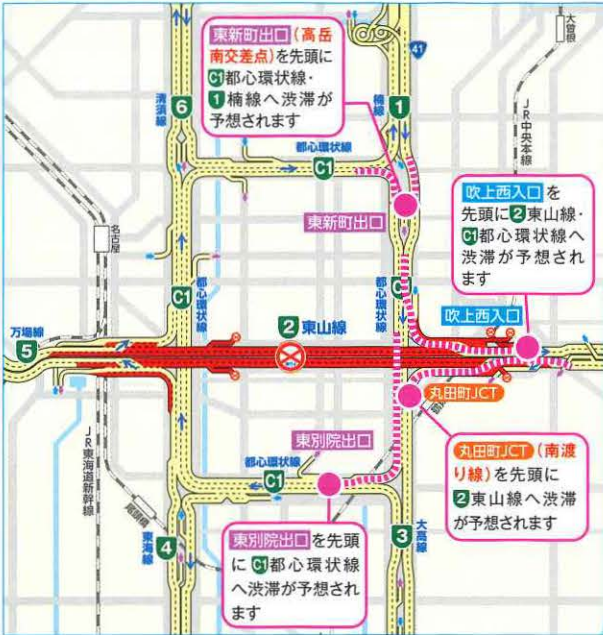 東新町出口(高岳
南交差点)を先頭に
C1都心環状線・
1楠線へ渋滞が
予想されます
41
大曽根
JR中央本線
6
清須線
楠線
1
都心環状線
C1
東新町出口
吹上西入口を
先頭に2東山線・
C1都心環状線へ
渋滞が予想され
ます
名古屋
C1
都心環状線
都心環状線
C1
吹上西入口
万場線
5
2東山線
丸田町JCT
丸田町JCT(南渡
り線)を先頭に
2東山線へ渋滞
が予想されます
東別院出口
都心環状線
C1
JR東海道新幹線
尾頭橋
東海線
4
3
大高線
東別院出口を先頭
にC1都心環状線
へ渋滞が予想され
ます